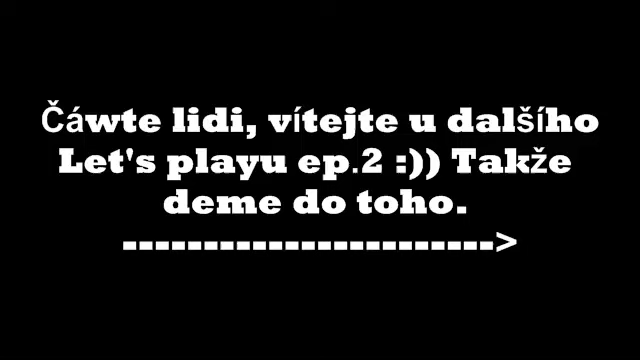 Čáwte lidi, vítejte u dalšího
Let's playu ep.2 :)) Takže
deme do toho.
----------------------->